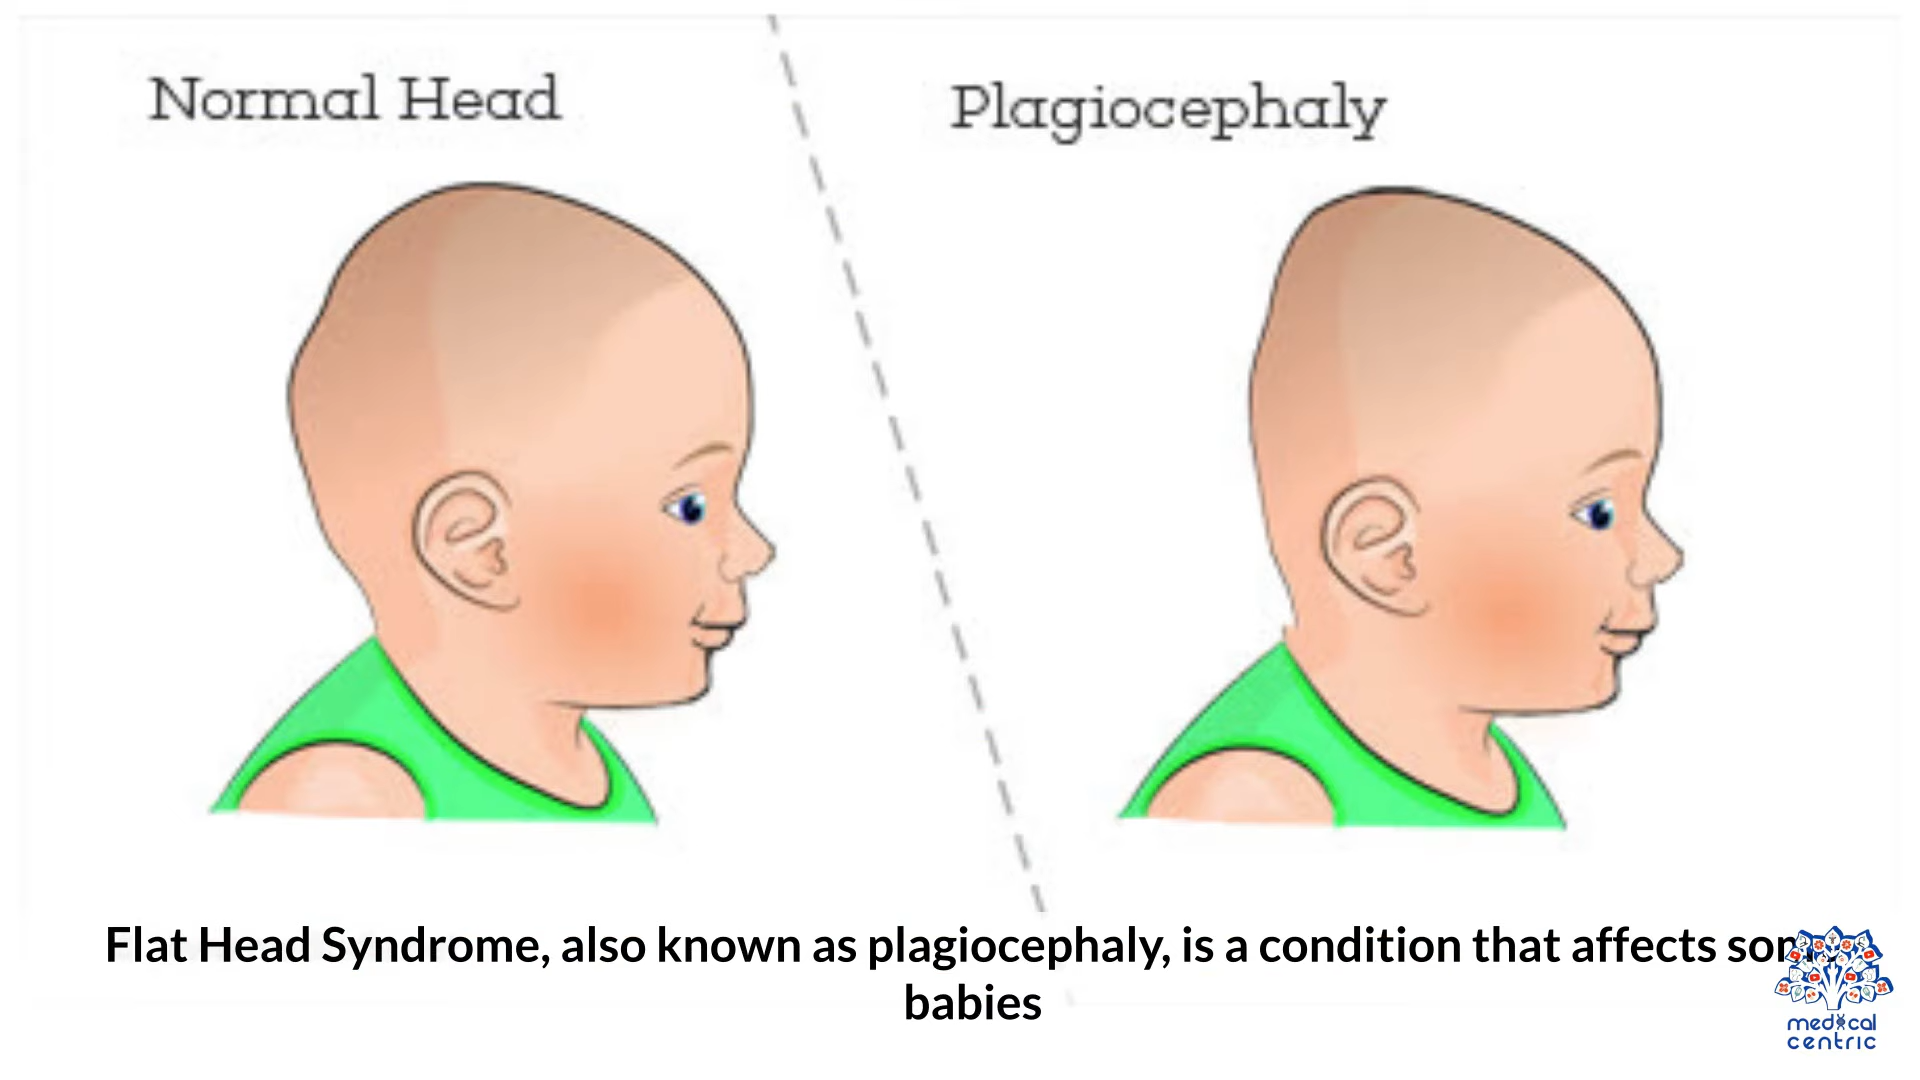 Normal Head
Plagiocephaly
Flat Head Syndrome, also known as plagiocephaly, is a condition that affects
babies
medical
centric